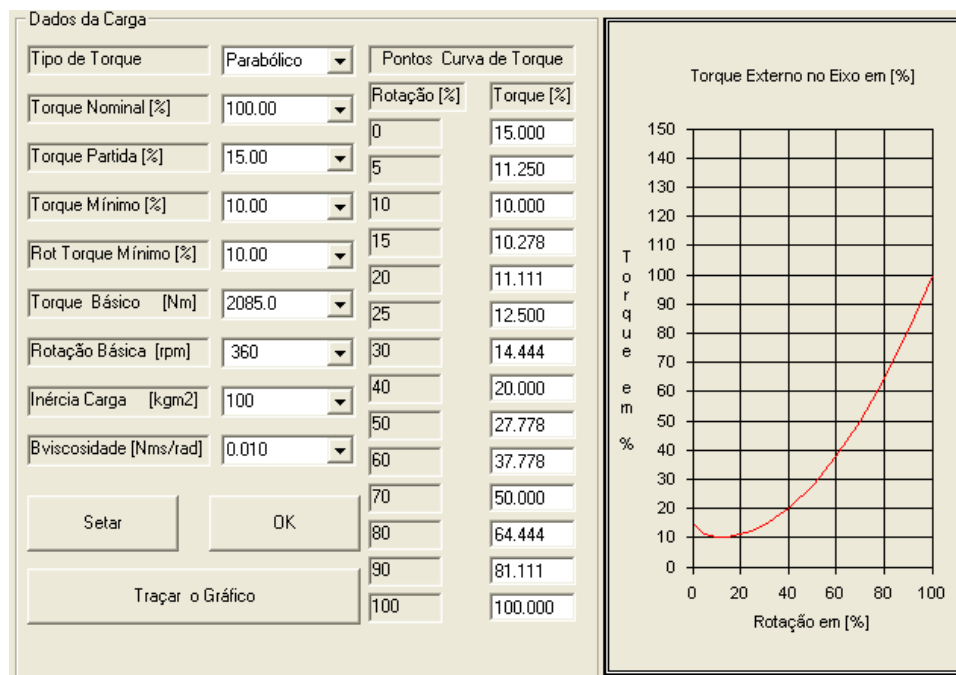 Dados da Carga
Tipo de Torque Parabólico
Torque Nominal [%] 100.00
Torque Partida [%] 15.00
Torque Mínimo [%] 10.00
Rot Torque Mínimo [%] 10.00
Torque Básico [Nm] 2085.0
Rotação Básica [rpm] 360
Inércia Carga [kgm2] 100
Bviscosidade [Nms/rad] 0.010
Setar OK
Traçar o Gráfico
Pontos Curva de Torque
Rotação [%] Torque [%]
0 15.000
5 11.250
10 10.000
15 10.278
20 11.111
25 12.500
30 14.444
40 20.000
50 27.778
60 37.778
70 50.000
80 64.444
90 81.111
100 100.000
Torque Externo no Eixo em [%]
Torque em %
150
140
130
120
110
100
90
80
70
60
50
40
30
20
10
0
0 20 40 60 80 100
Rotação em [%]